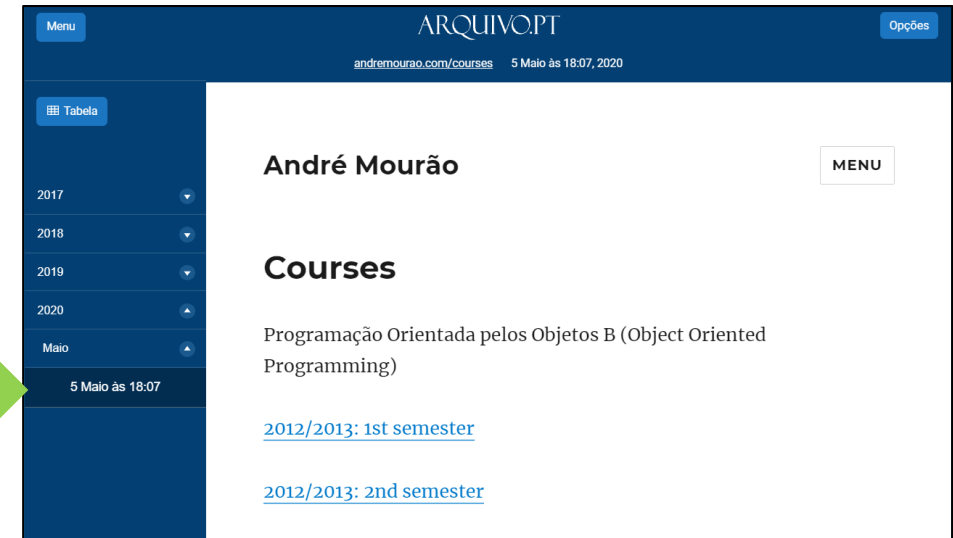 Menu
ARQUIVO.PT
Opções
andremourao.com/courses 5 Maio às 18:07, 2020
Tabela
2017
2018
2019
2020
Maio
5 Maio às 18:07
André Mourão
MENU
Courses
Programação Orientada pelos Objetos B (Object Oriented
Programming)
2012/2013: 1st semester
2012/2013: 2nd semester